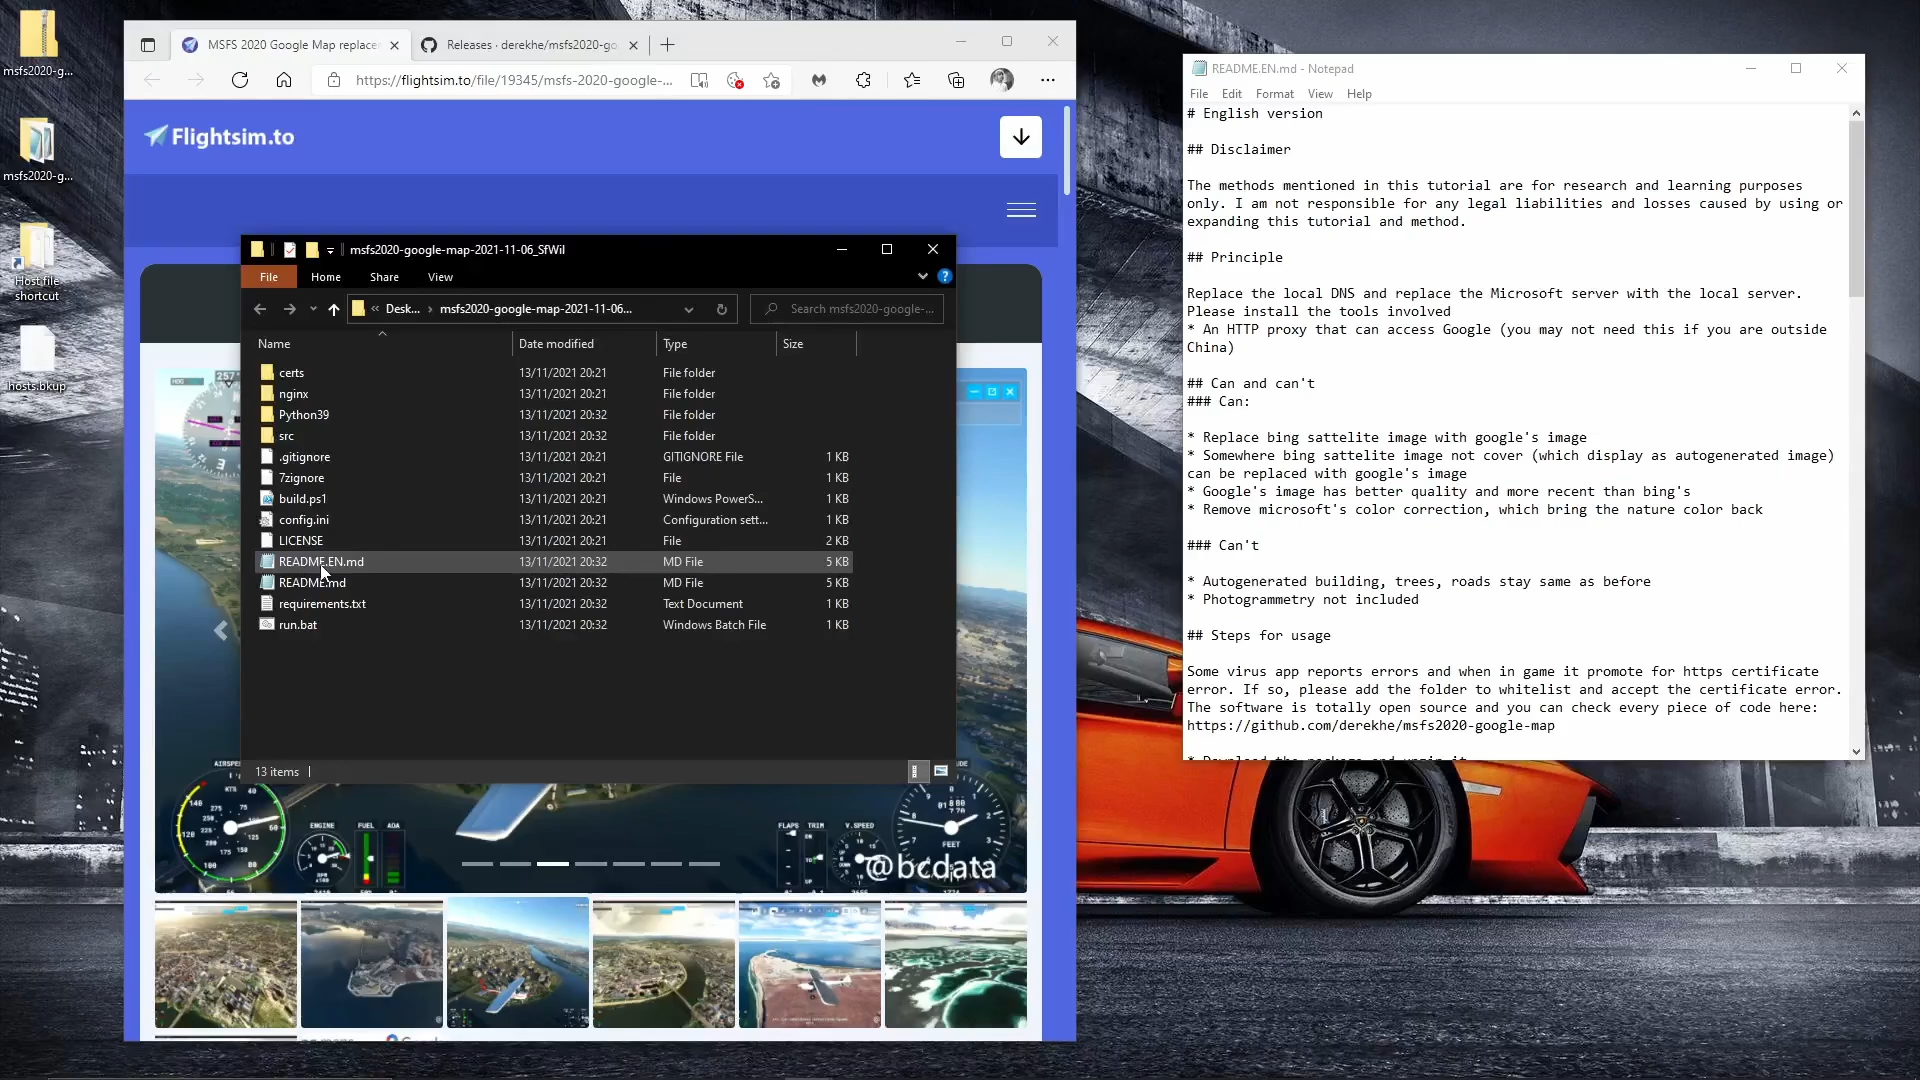 msfs2020-g...
msfs2020-g...
Host file
shortcut
hosts.bkup
MSFS 2020 Google Map replace
Releases · derekhe/msfs2020-go
https://flightsim.to/file/19345/msfs-2020-google-...
Flightsim.to
msfs2020-google-map-2021-11-06_SfWiI
File Home Share View
« Desk... › msfs2020-google-map-2021-11-06...
Search msfs2020-google-...
Name Date modified Type Size
certs 13/11/2021 20:21 File folder
nginx 13/11/2021 20:21 File folder
Python39 13/11/2021 20:32 File folder
src 13/11/2021 20:32 File folder
.gitignore 13/11/2021 20:21 GITIGNORE File 1 KB
7zignore 13/11/2021 20:21 File 1 KB
build.ps1 13/11/2021 20:21 Windows PowerS... 1 KB
config.ini 13/11/2021 20:21 Configuration sett... 1 KB
LICENSE 13/11/2021 20:21 File 2 KB
README.EN.md 13/11/2021 20:32 MD File 5 KB
README.md 13/11/2021 20:32 MD File 5 KB
requirements.txt 13/11/2021 20:32 Text Document 1 KB
run.bat 13/11/2021 20:32 Windows Batch File 1 KB
13 items
257
ENGINE FUEL AOA
FLAPS TRIM V.SPEED
FEET
@bcdata
README.EN.md - Notepad
File Edit Format View Help
# English version
## Disclaimer
The methods mentioned in this tutorial are for research and learning purposes
only. I am not responsible for any legal liabilities and losses caused by using or
expanding this tutorial and method.
## Principle
Replace the local DNS and replace the Microsoft server with the local server.
Please install the tools involved
* An HTTP proxy that can access Google (you may not need this if you are outside
China)
## Can and can't
### Can:
* Replace bing sattelite image with google's image
* Somewhere bing sattelite image not cover (which display as autogenerated image)
can be replaced with google's image
* Google's image has better quality and more recent than bing's
* Remove microsoft's color correction, which bring the nature color back
### Can't
* Autogenerated building, trees, roads stay same as before
* Photogrammetry not included
## Steps for usage
Some virus app reports errors and when in game it promote for https certificate
error. If so, please add the folder to whitelist and accept the certificate error.
The software is totally open source and you can check every piece of code here:
https://github.com/derekhe/msfs2020-google-map
* Download the package and unzip it